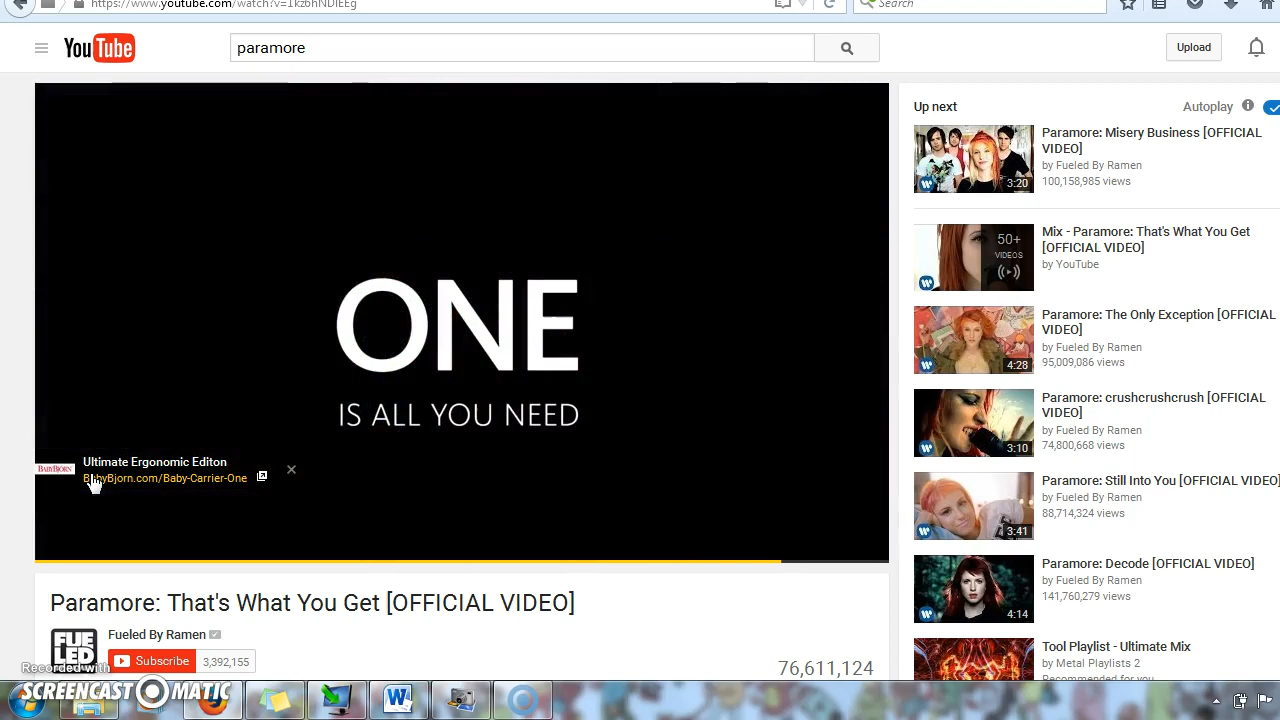 https://www.youtube.com/watch?v=1kz6hNDlEEg
Search
YouTube
paramore
Upload
ONE
IS ALL YOU NEED
BABYBJÖRN
Ultimate Ergonomic Editon
BabyBjorn.com/Baby-Carrier-One
Paramore: That's What You Get [OFFICIAL VIDEO]
FUE
LED
Fueled By Ramen
Subscribe
3,392,155
76,611,124
Up next
Autoplay
Paramore: Misery Business [OFFICIAL
VIDEO]
by Fueled By Ramen
100,158,985 views
3:20
Mix - Paramore: That's What You Get
[OFFICIAL VIDEO]
by YouTube
50+
VIDEOS
Paramore: The Only Exception [OFFICIAL
VIDEO]
by Fueled By Ramen
95,009,086 views
4:28
Paramore: crushcrushcrush [OFFICIAL
VIDEO]
by Fueled By Ramen
74,800,668 views
3:10
Paramore: Still Into You [OFFICIAL VIDEO]
by Fueled By Ramen
88,714,324 views
3:41
Paramore: Decode [OFFICIAL VIDEO]
by Fueled By Ramen
141,760,279 views
4:14
Tool Playlist - Ultimate Mix
by Metal Playlists 2
Recommended for you
Recorded with
SCREENCAST-O-MATIC